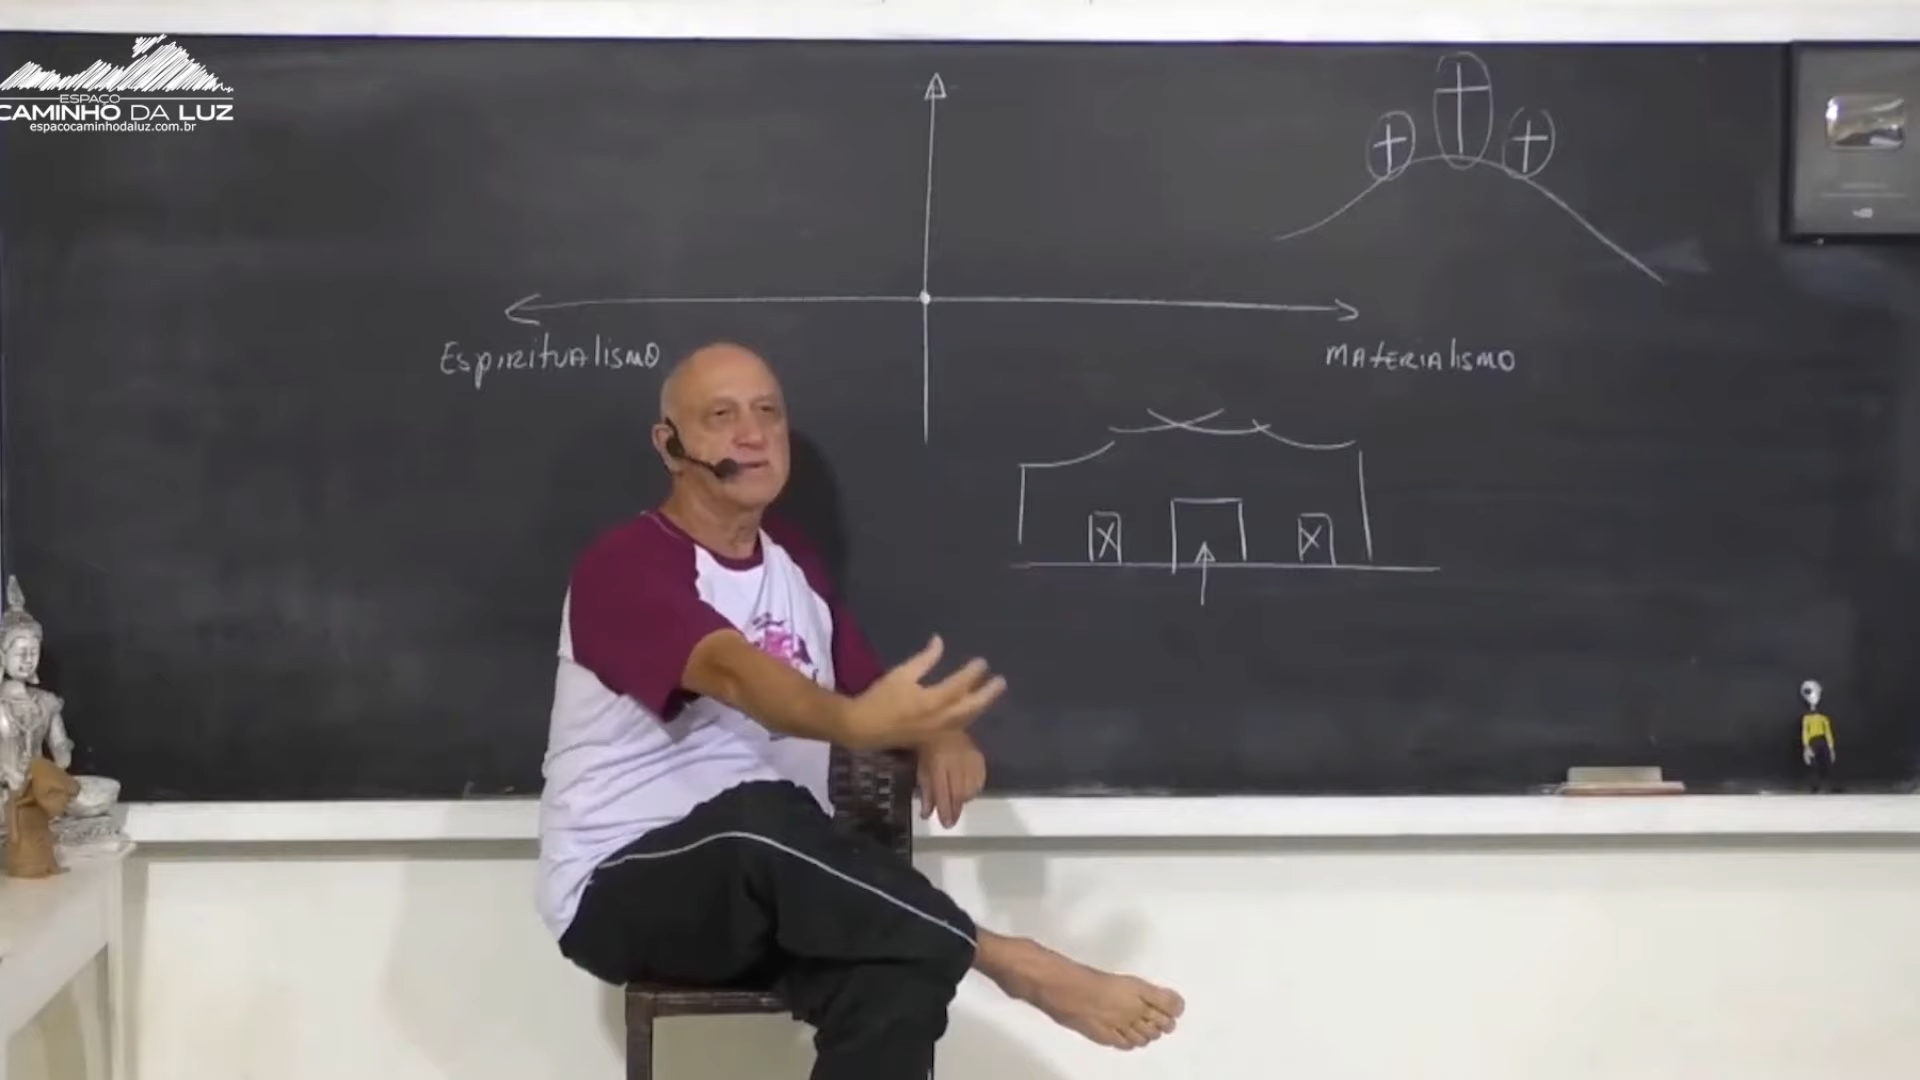 ESPAÇO
CAMINHO DA LUZ
espacocaminhodaluz.com.br
Espiritualismo
Materialismo